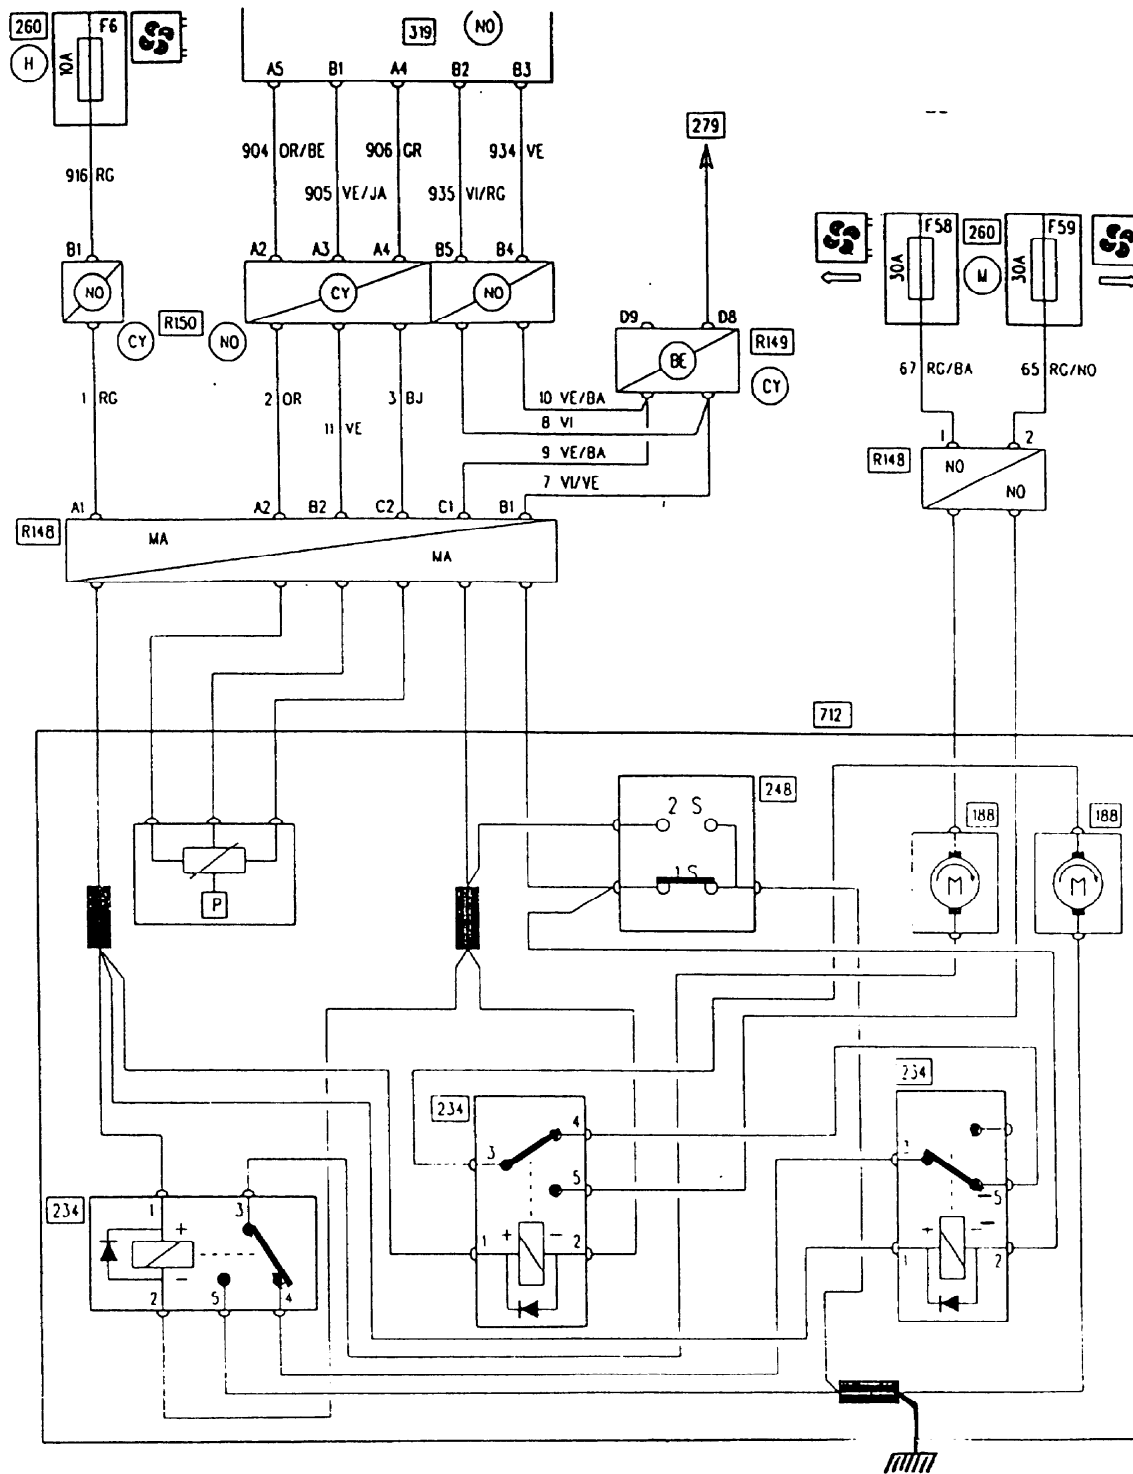 260 F6 319 NO
H 10A
A5 B1 A4 B2 B3
279
904 OR/BE 906 GR 934 VE
916 RG 905 VE/JA 935 VI/RG
F58 260 F59
30A M 30A
B1 A2 A3 A4 B5 B4
NO CY NO
D9 D8
CY R150 NO BE R149
CY
67 RG/BA 65 RG/NO
1 RG 2 OR 3 BJ 10 VE/BA
11 VE 8 VI
1 2
9 VE/BA R148 NO
7 VI/VE NO
A1 A2 B2 C2 C1 B1
R148 MA
MA
712
248
2 S 188 188
1 S
M M
P
234 234
4
3
5
5
234 1 3 + 1 + - 2 + -
1 2
-
2 5 4